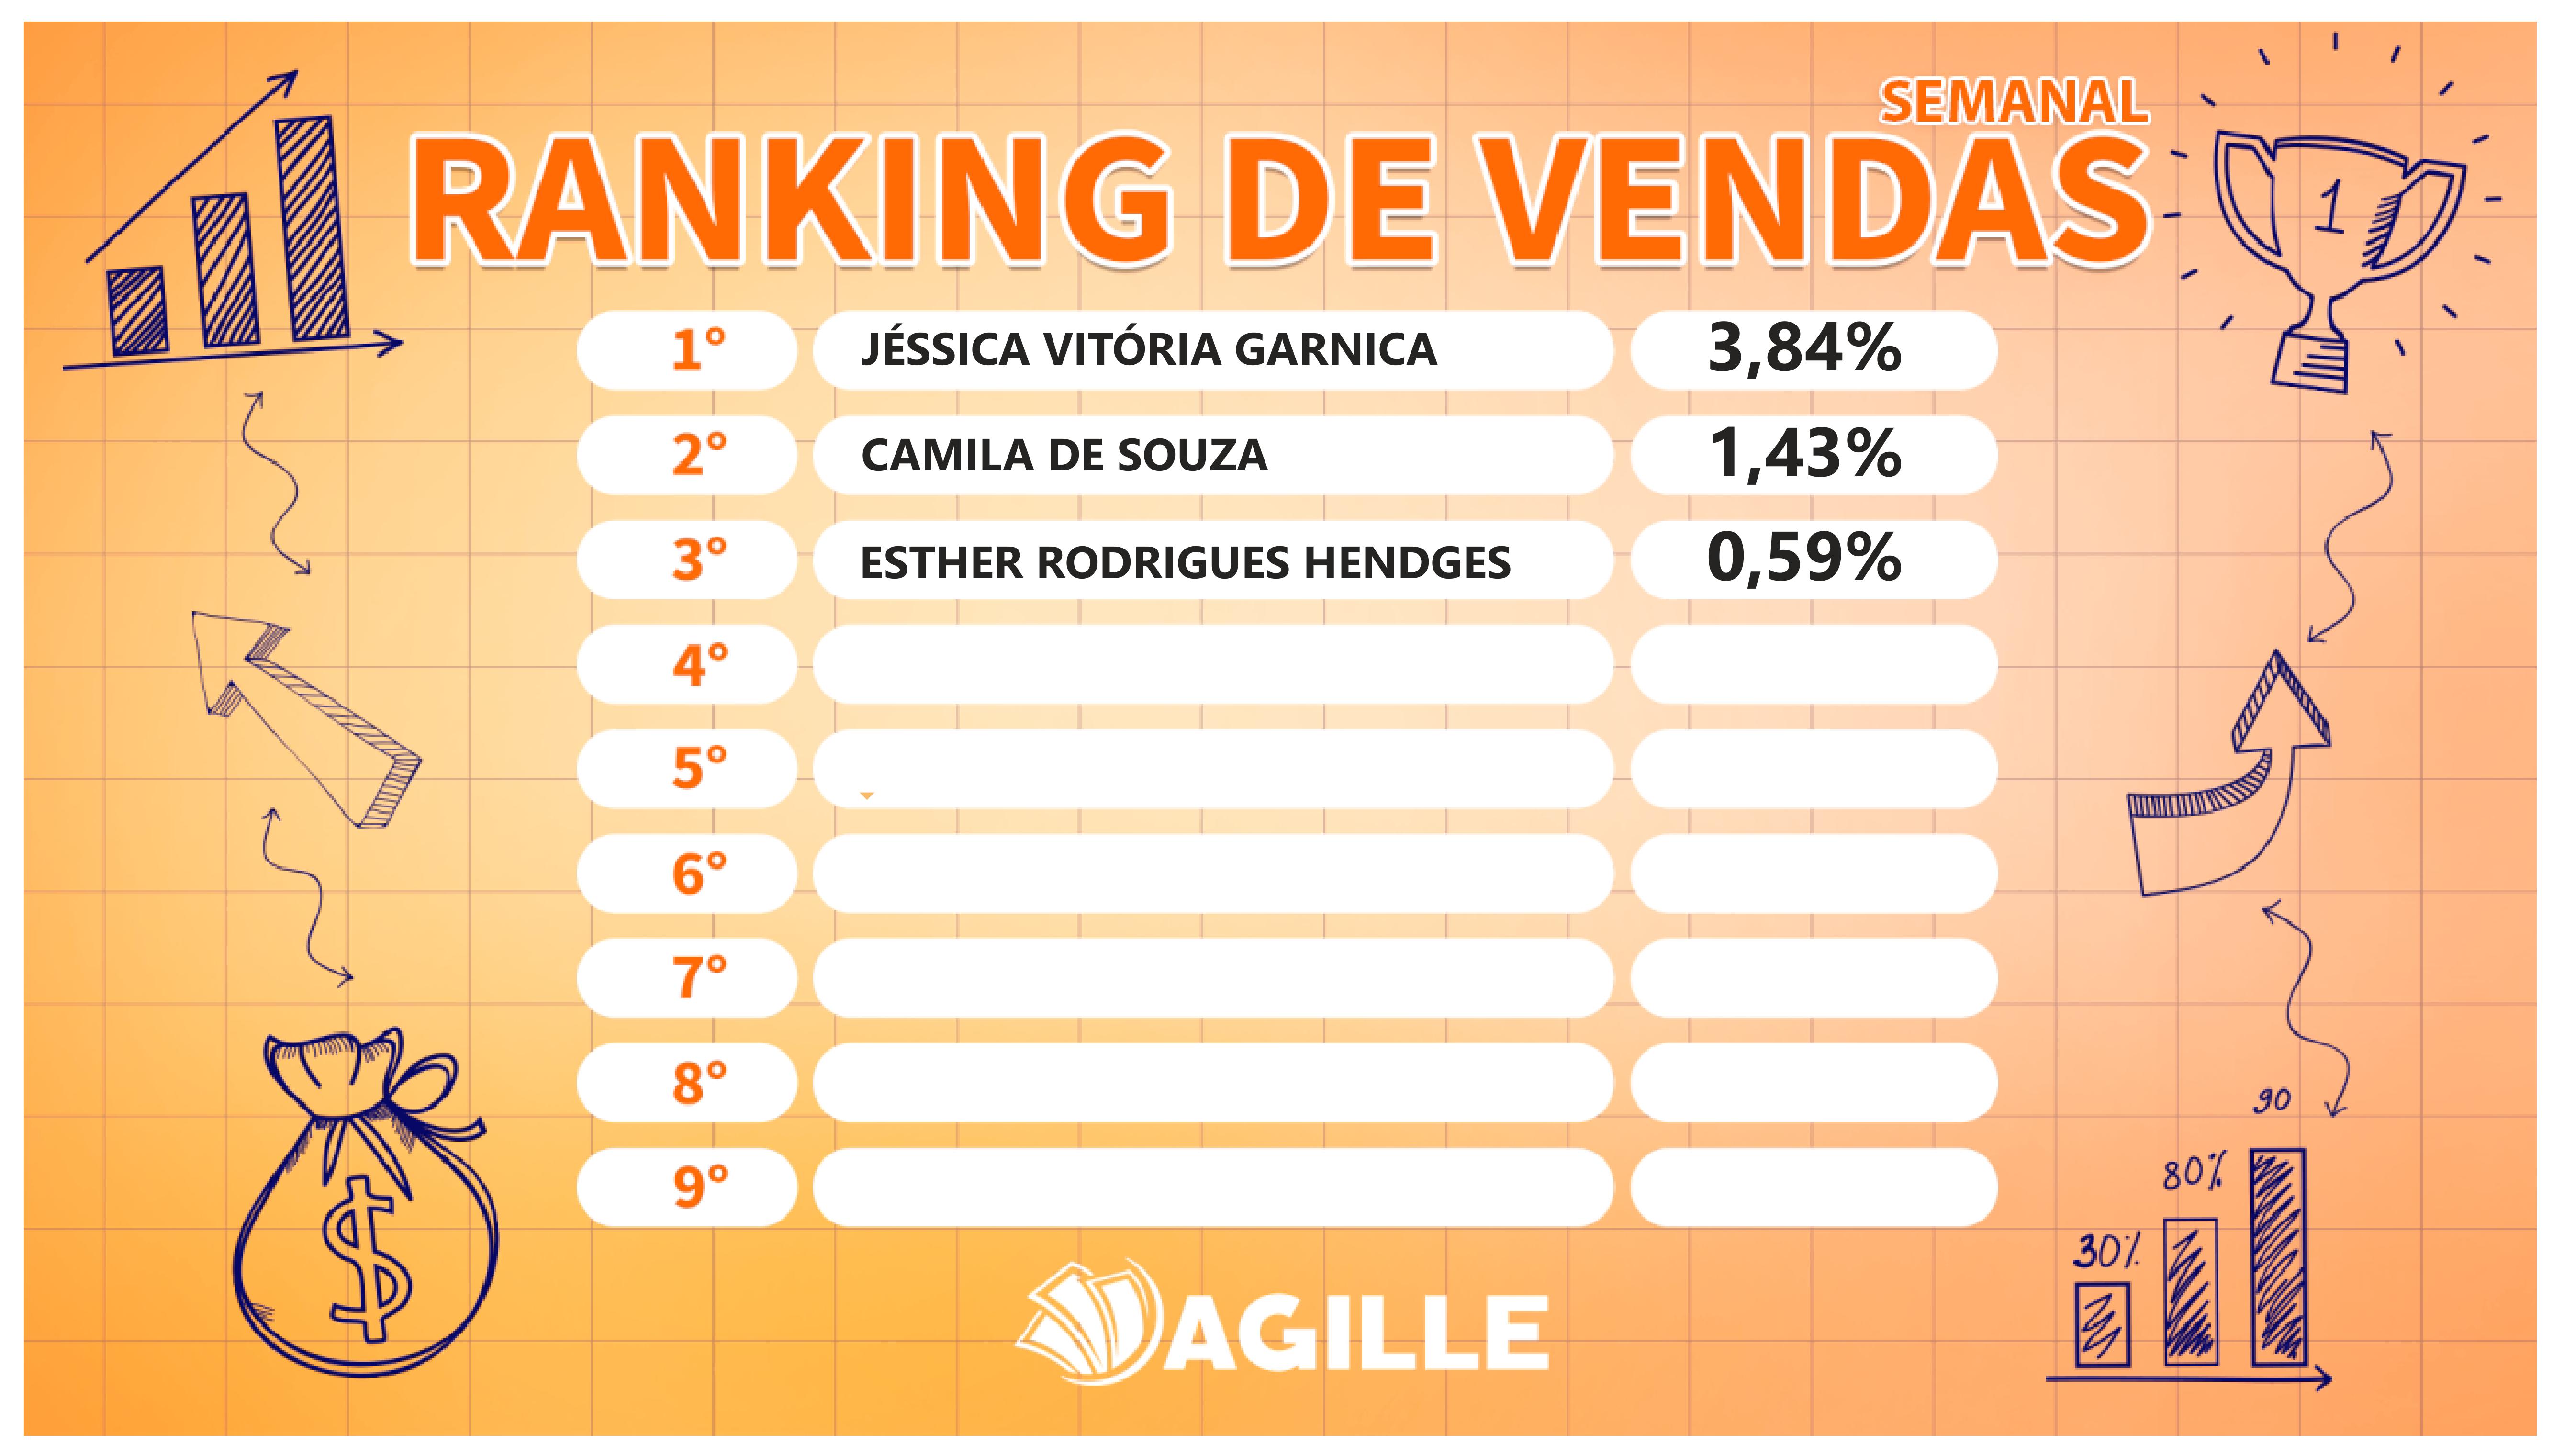 SEMANAL
RANKING DE VENDAS
1
1° JÉSSICA VITÓRIA GARNICA 3,84%
2° CAMILA DE SOUZA 1,43%
3° ESTHER RODRIGUES HENDGES 0,59%
4°
5°
6°
7°
8°
9°
$
90
80%
30%
AGILLE